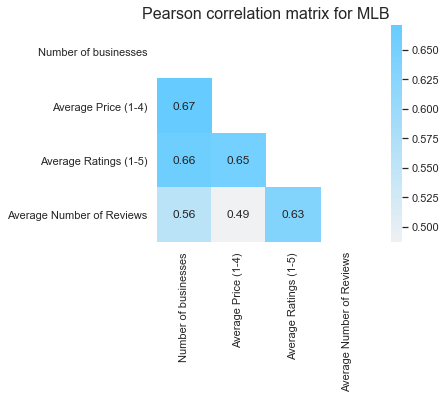 Pearson correlation matrix for MLB
Number of businesses
Average Price (1-4)
0.67
Average Ratings (1-5)
0.66
0.65
Average Number of Reviews
0.56
0.49
0.63
0.650
0.625
0.600
0.575
0.550
0.525
0.500
Number of businesses
Average Price (1-4)
Average Ratings (1-5)
Average Number of Reviews